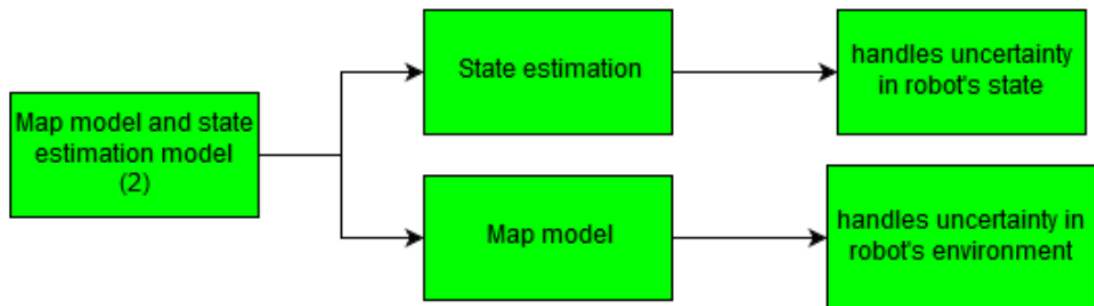 Map model and state
estimation model
(2)
State estimation
handles uncertainty
in robot's state
Map model
handles uncertainty in
robot's environment